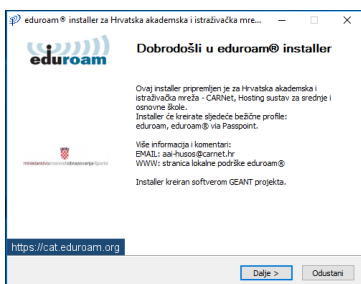 eduroam® installer za Hrvatska akademska i istraživačka mre...
eduroam
Dobrodošli u eduroam® installer
Ovaj installer pripremljen je za Hrvatska akademska i
istraživačka mreža - CARNet, Hosting sustav za srednje i
osnovne škole.
Installer će kreirate sljedeće bežične profile:
eduroam, eduroam® via Passpoint.
Više informacija i komentari:
EMAIL: aai-husos@carnet.hr
WWW: stranica lokalne podrške eduroam®
Installer kreiran softverom GEANT projekta.
https://cat.eduroam.org
Dalje >
Odustani